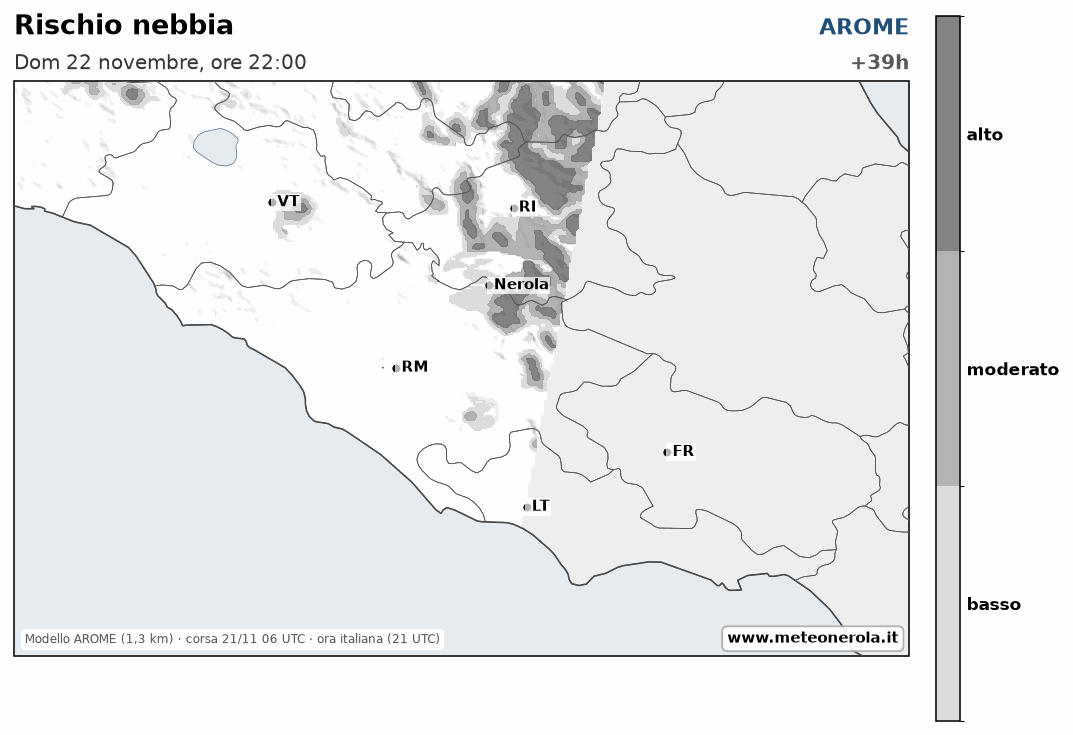 Rischio nebbia
AROME
Dom 22 novembre, ore 22:00
+39h
alto
VT
RI
Nerola
moderato
RM
FR
LT
basso
Modello AROME (1,3 km) · corsa 21/11 06 UTC · ora italiana (21 UTC)
www.meteonerola.it